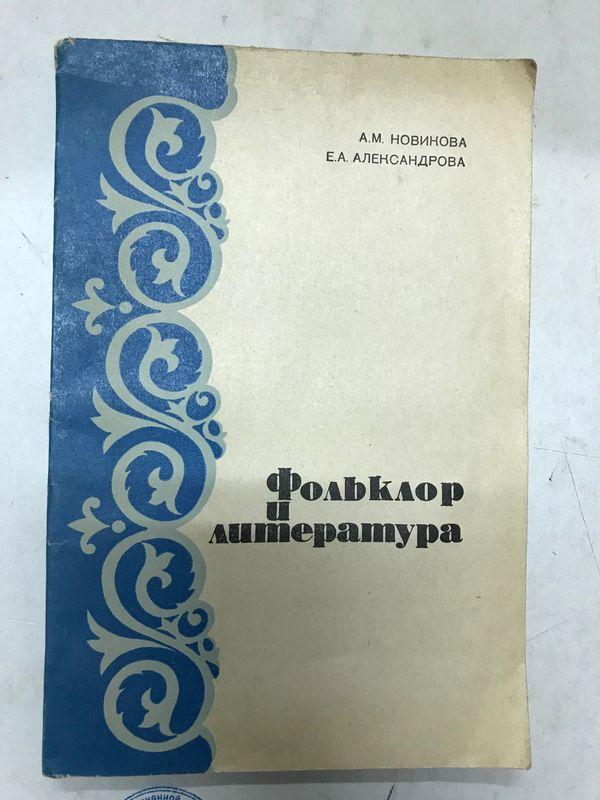 А.М. НОВИКОВА
Е.А. АЛЕКСАНДРОВА
Фольклор
и
литература